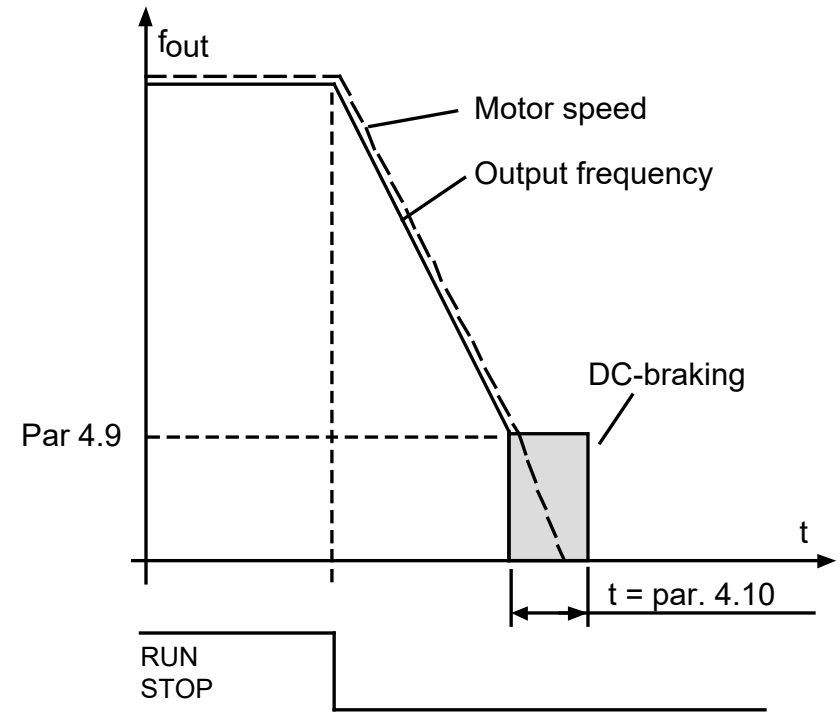 fout
Motor speed
Output frequency
DC-braking
Par 4.9
t
t = par. 4.10
RUN
STOP